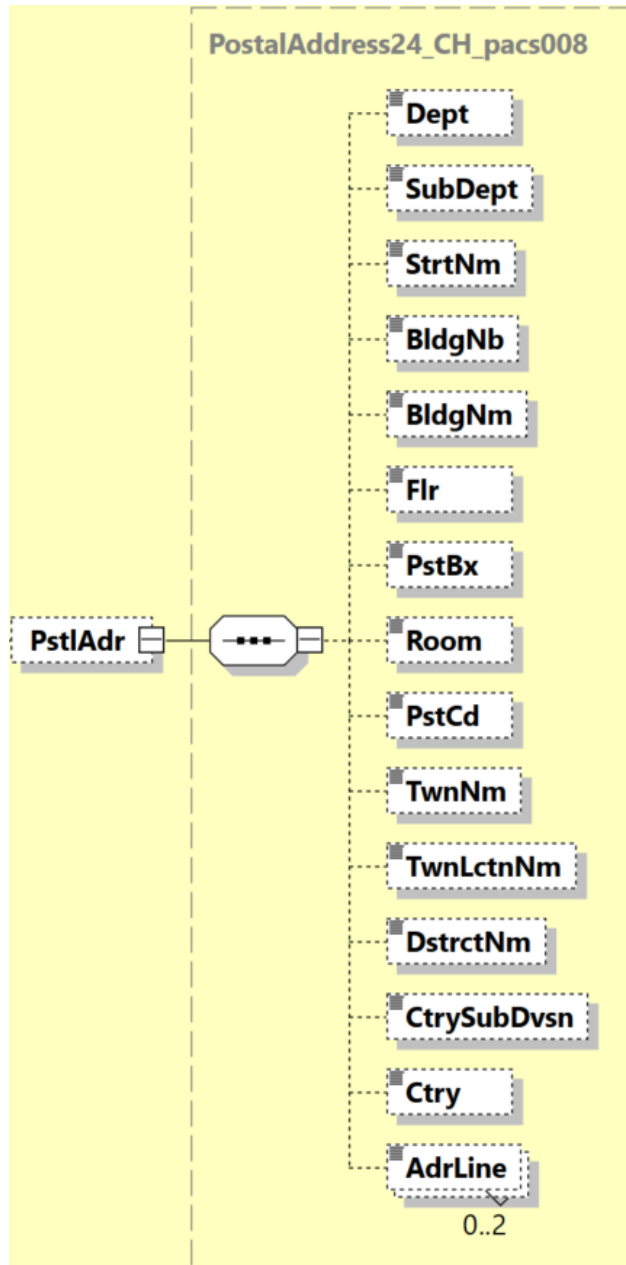 PostalAddress24_CH_pacs008
Dept
SubDept
StrtNm
BldgNb
BldgNm
Flr
PstBx
PstlAdr
Room
PstCd
TwnNm
TwnLctnNm
DstrctNm
CtrySubDvsn
Ctry
AdrLine
0..2